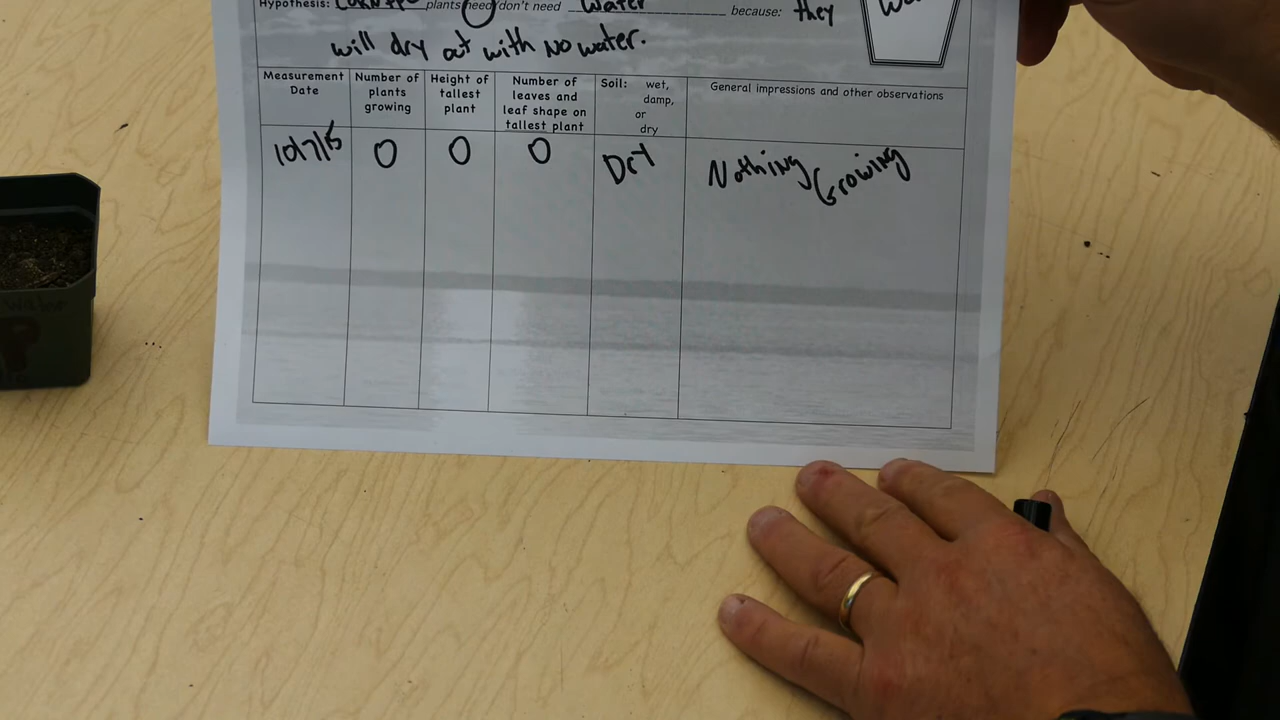 Hypothesis: plants need/don't need Water because: they
will dry out with No water.
Measurement Date
Number of plants growing
Height of tallest plant
Number of leaves and leaf shape on tallest plant
Soil: wet, damp, or dry
General impressions and other observations
10/7/15 0 0 0 Dry Nothing Growing